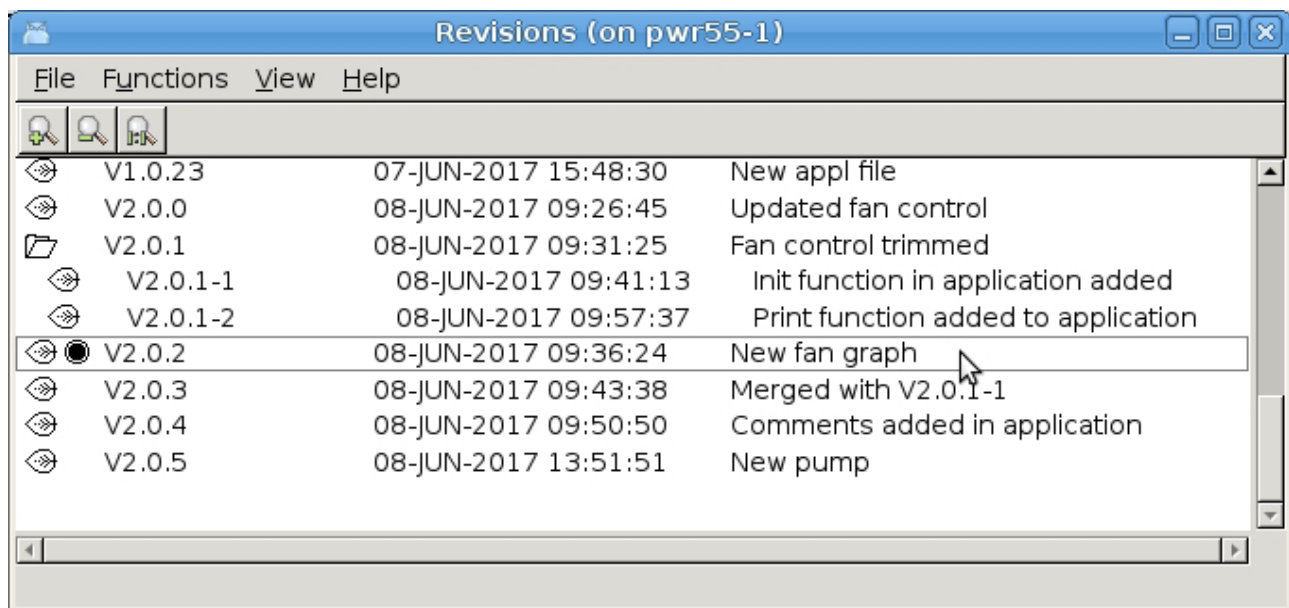 Revisions (on pwr55-1)
File Functions View Help
V1.0.23 07-JUN-2017 15:48:30 New appl file
V2.0.0 08-JUN-2017 09:26:45 Updated fan control
V2.0.1 08-JUN-2017 09:31:25 Fan control trimmed
V2.0.1-1 08-JUN-2017 09:41:13 Init function in application added
V2.0.1-2 08-JUN-2017 09:57:37 Print function added to application
V2.0.2 08-JUN-2017 09:36:24 New fan graph
V2.0.3 08-JUN-2017 09:43:38 Merged with V2.0.1-1
V2.0.4 08-JUN-2017 09:50:50 Comments added in application
V2.0.5 08-JUN-2017 13:51:51 New pump